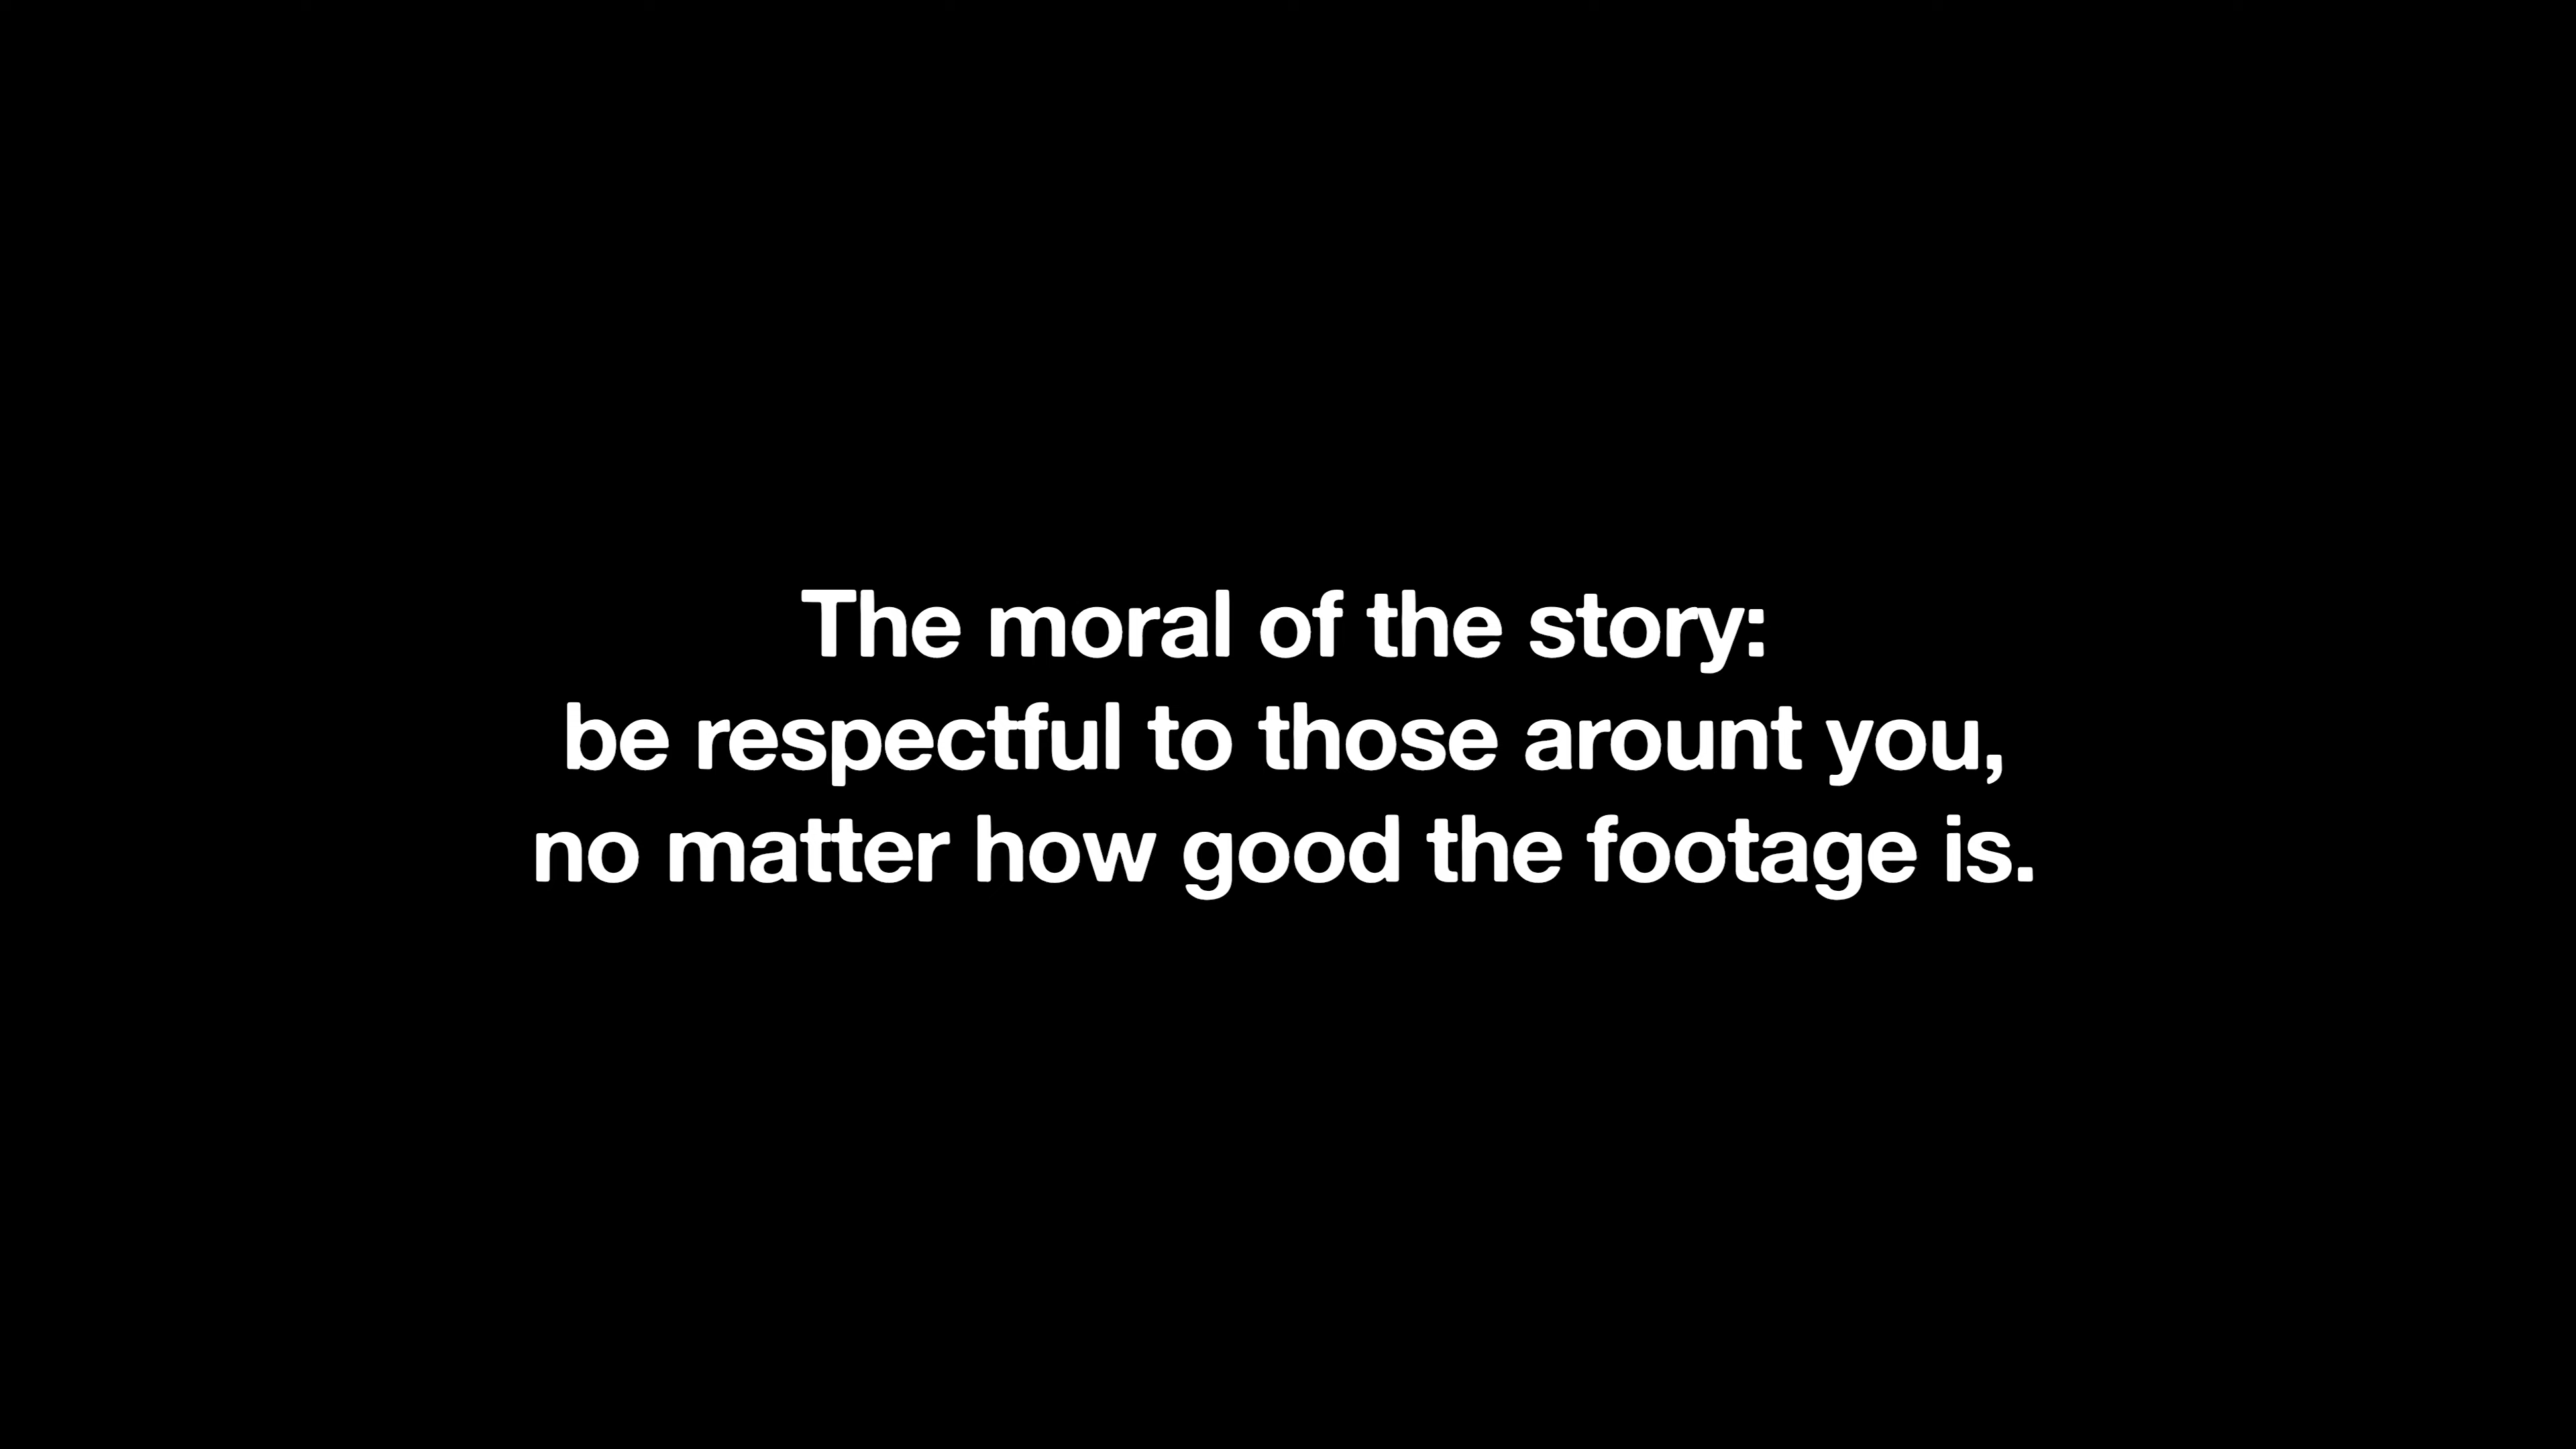 The moral of the story:
be respectful to those arount you,
no matter how good the footage is.